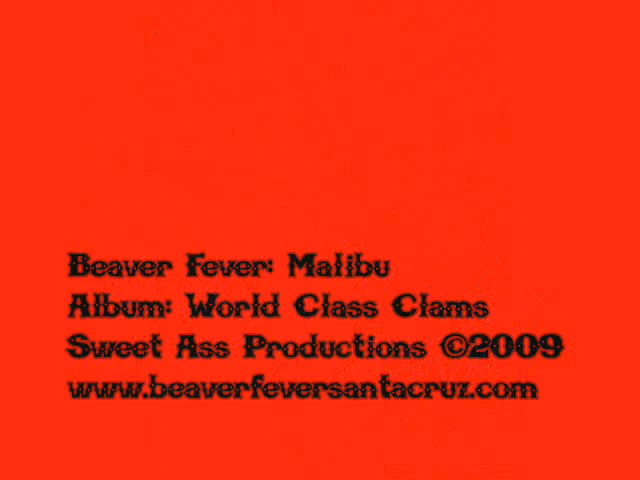 Beaver Fever: Malibu
Album: World Class Clams
Sweet Ass Productions ©2009
www.beaverfeversantacruz.com